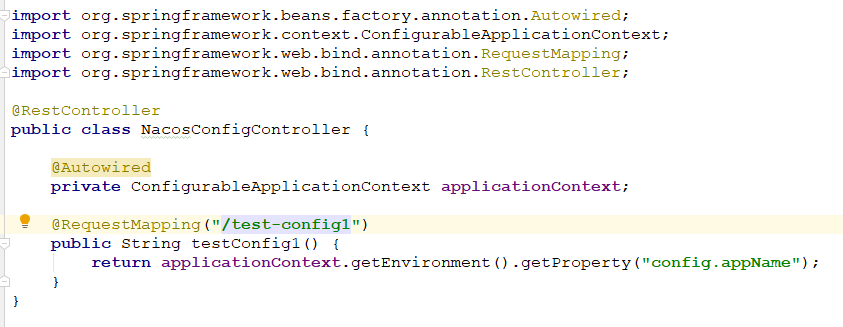 import org.springframework.beans.factory.annotation.Autowired;
import org.springframework.context.ConfigurableApplicationContext;
import org.springframework.web.bind.annotation.RequestMapping;
import org.springframework.web.bind.annotation.RestController;
@RestController
public class NacosConfigController {
@Autowired
private ConfigurableApplicationContext applicationContext;
@RequestMapping("/test-config1")
public String testConfig1() {
return applicationContext.getEnvironment().getProperty("config.appName");
}
}